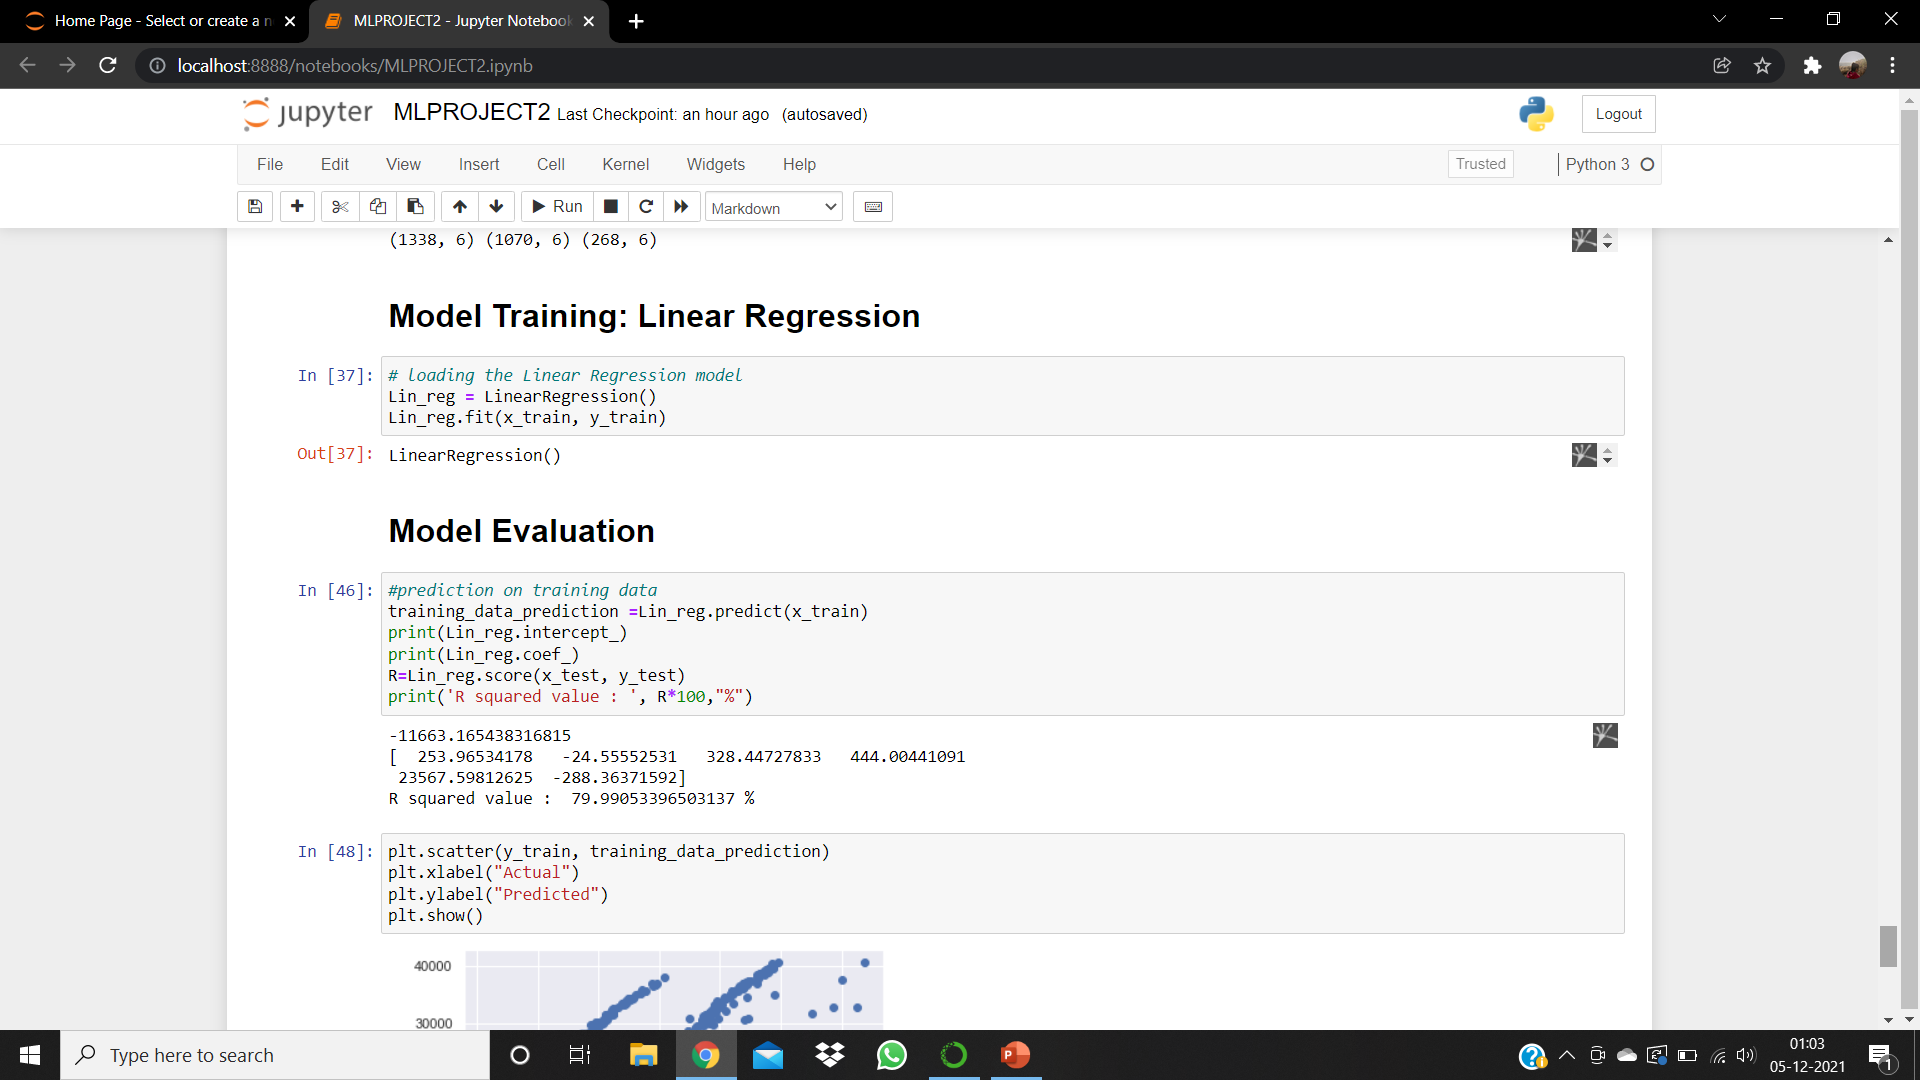 Home Page - Select or create a n
MLPROJECT2 - Jupyter Notebook
localhost:8888/notebooks/MLPROJECT2.ipynb
jupyter MLPROJECT2 Last Checkpoint: an hour ago (autosaved)
Logout
File Edit View Insert Cell Kernel Widgets Help
Trusted Python 3
Run Markdown
(1338, 6) (1070, 6) (268, 6)
Model Training: Linear Regression
In [37]: # loading the Linear Regression model
Lin_reg = LinearRegression()
Lin_reg.fit(x_train, y_train)
Out[37]: LinearRegression()
Model Evaluation
In [46]: #prediction on training data
training_data_prediction =Lin_reg.predict(x_train)
print(Lin_reg.intercept_)
print(Lin_reg.coef_)
R=Lin_reg.score(x_test, y_test)
print('R squared value : ', R*100,"%")
-11663.165438316815
[ 253.96534178 -24.55552531 328.44727833 444.00441091
23567.59812625 -288.36371592]
R squared value : 79.99053396503137 %
In [48]: plt.scatter(y_train, training_data_prediction)
plt.xlabel("Actual")
plt.ylabel("Predicted")
plt.show()
40000
30000
Type here to search
01:03
05-12-2021
1